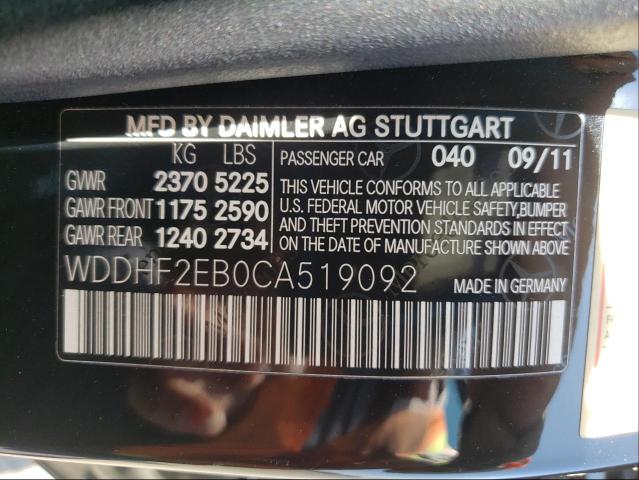 MFD BY DAIMLER AG STUTTGART
KG LBS PASSENGER CAR 040 09/11
GVWR 2370 5225 THIS VEHICLE CONFORMS TO ALL APPLICABLE
GAWR FRONT 1175 2590 U.S. FEDERAL MOTOR VEHICLE SAFETY,BUMPER
AND THEFT PREVENTION STANDARDS
GAWR REAR 1240 2734 IN EFFECT ON THE DATE OF
MANUFACTURE SHOWN ABOVE.
WDDHF2EB0CA519092 MADE IN GERMANY